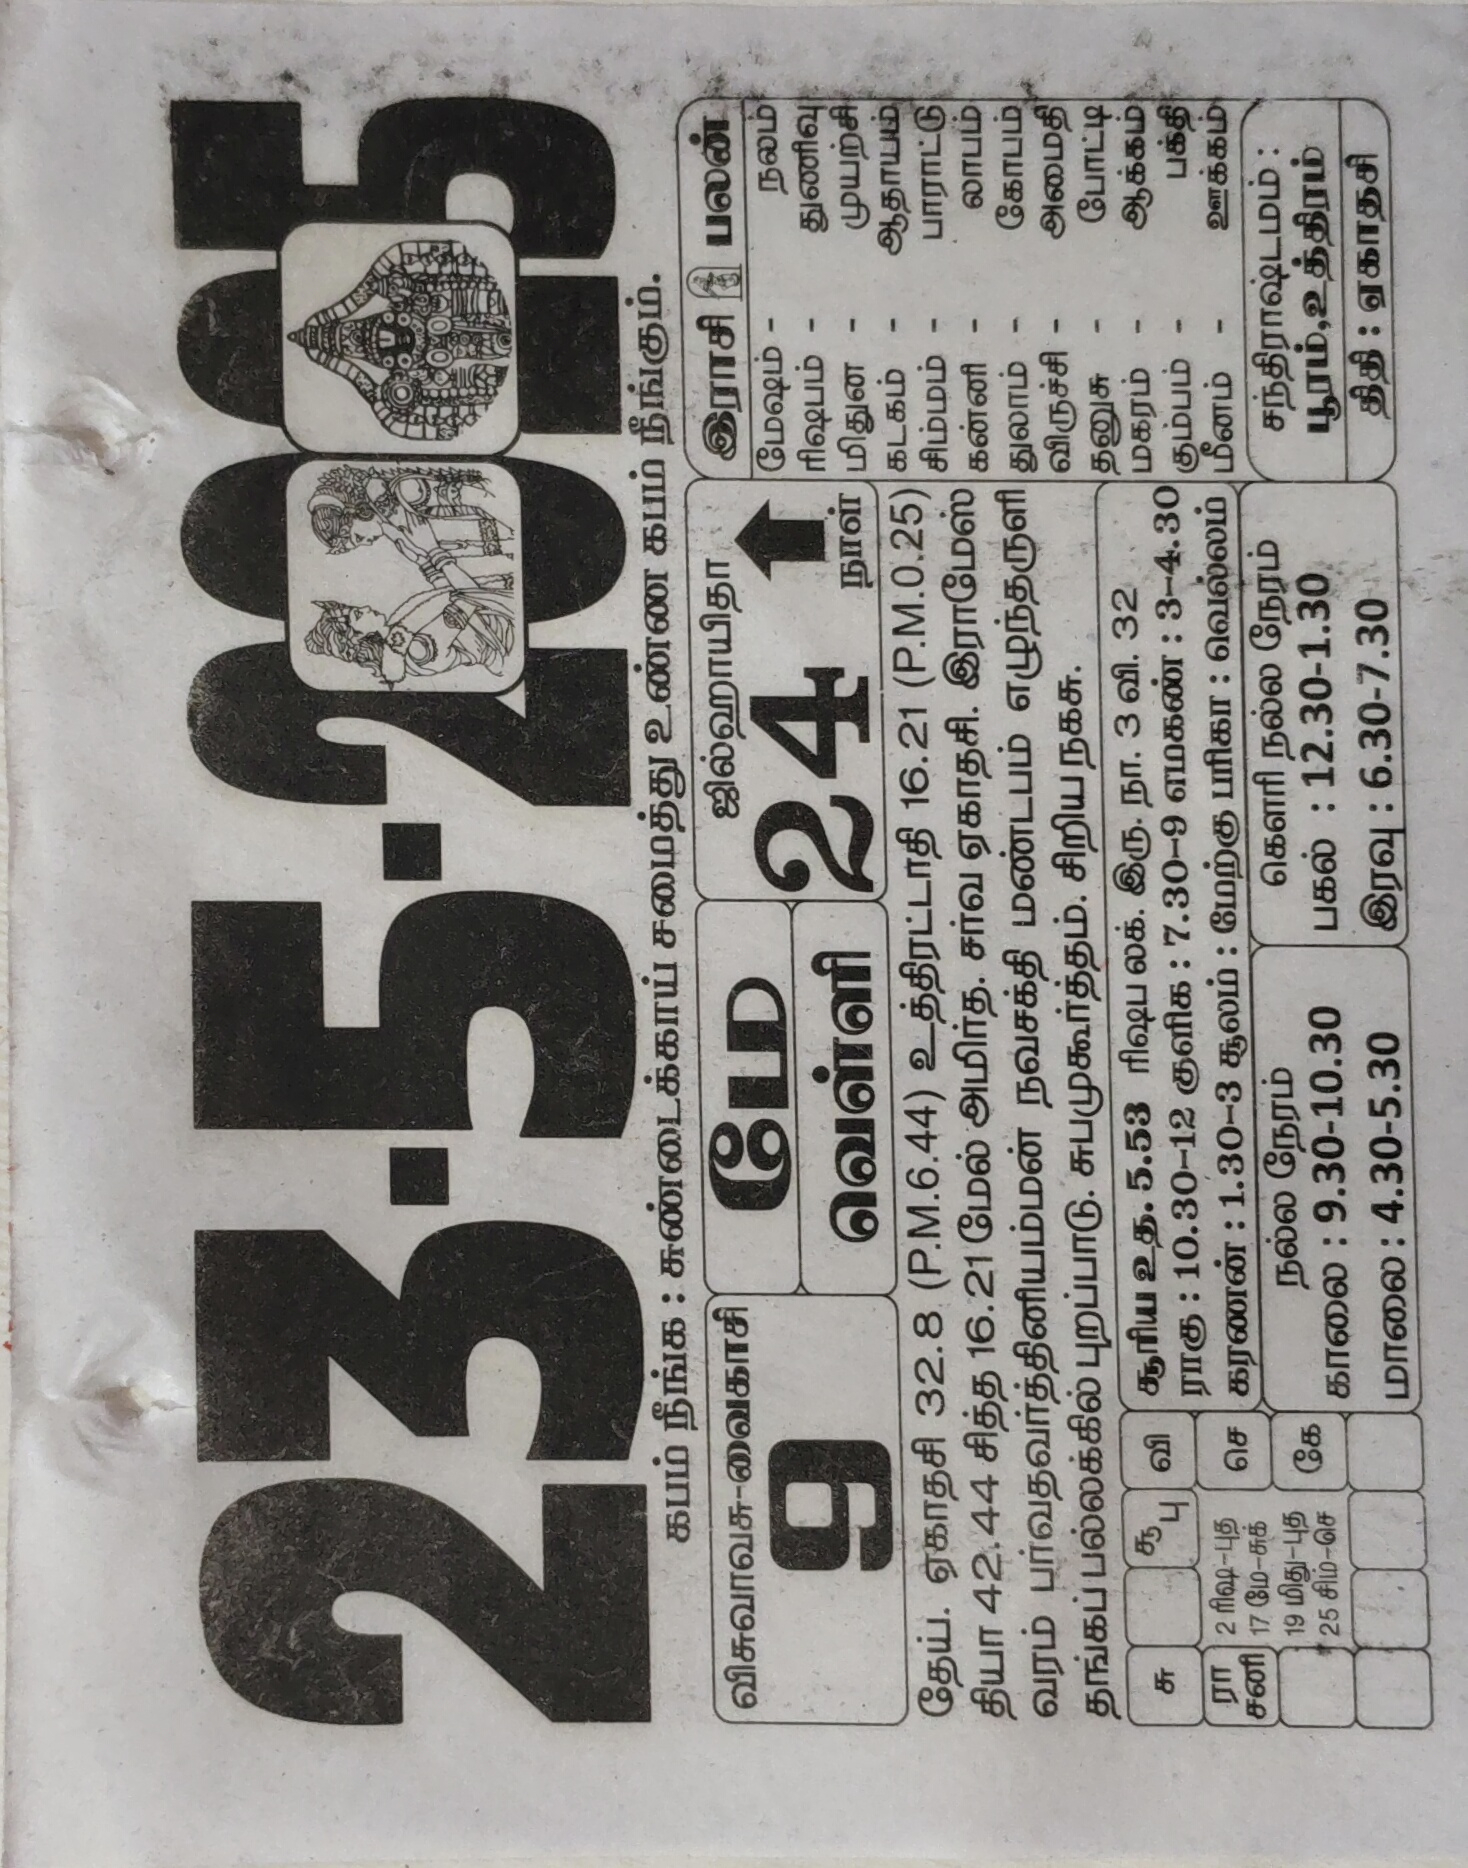 23.5.2025
கபம் நீங்க : சுண்டைக்காய் சமைத்து உண்ண கபம் நீங்கும்.
விசுவாவசு-வைகாசி
9
மே
வெள்ளி
ஜில்ஹாயிதா
24
நாள்
தேய். ஏகாதசி 32.8 (P.M.6.44) உத்திரட்டாதி 16.21 (P.M.0.25)
தியா 42.44 சித்த 16.21 மேல் அமிர்த. சர்வ ஏகாதசி. இராமேஸ்
வரம் பர்வதவர்த்தினியம்மன் நவசக்தி மண்டபம் எழுந்தருளி
தங்கப் பல்லக்கில் புறப்பாடு. சுபமுகூர்த்தம். சிறிய நகசு.
சூரிய உத. 5.53 ரிஷப லக். இரு. நா. 3 வி. 32
ராகு : 10.30-12 குளிக : 7.30-9 எமகண் : 3-4.30
கரணன் : 1.30-3 சூலம் : மேற்கு பரிகா : வெல்லம்
சு
சூ
பு
வி
ரா
சனி
2 ரிஷ-புத
17 மே-சுக்
19 மிது-புத
* 25 சிம்-செ
செ
கே
நல்ல நேரம்
காலை : 9.30-10.30
மாலை : 4.30-5.30
கெளரி நல்ல நேரம்
பகல் : 12.30-1.30
இரவு : 6.30-7.30
இராசி பலன்
மேஷம் - நலம்
ரிஷபம் - துணிவு
மிதுன - முயற்சி
கடகம் - ஆதாயம்
சிம்மம் - பாராட்டு
கன்னி - லாபம்
துலாம் - கோபம்
விருச்சி - அமைதி
தனுசு - போட்டி
மகரம் - ஆக்கம்
கும்பம் - பக்தி
மீனம் - ஊக்கம்
சந்திராஷ்டமம் :
பூரம்,உத்திரம்
திதி : ஏகாதசி